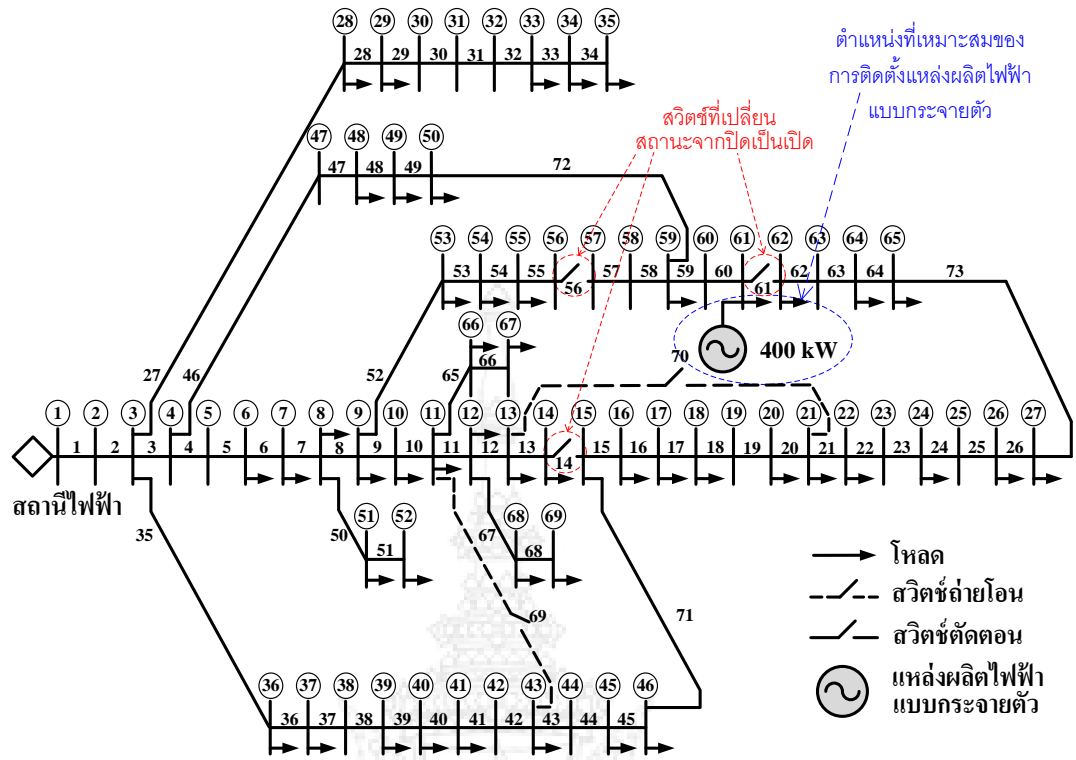 28 29 30 31 32 33 34 35
28 29 30 31 32 33 34
ตำแหน่งที่เหมาะสมของ
การติดตั้งแหล่งผลิตไฟฟ้า
แบบกระจายตัว
สวิตช์ที่เปลี่ยน
สถานะจากปิดเป็นเปิด
47 48 49 50
47 48 49 72
53 54 55 56 57 58 59 60 61 62 63 64 65
53 54 55 56 57 58 59 60 61 62 63 64 73
66 67
66
400 kW
70
27 46 52 65
1 2 3 4 5 6 7 8 9 10 11 12 13 14 15 16 17 18 19 20 21 22 23 24 25 26 27
1 2 3 4 5 6 7 8 9 10 11 12 13 14 15 16 17 18 19 20 21 22 23 24 25 26
สถานีไฟฟ้า
35 50 67
51 52
51
68 69
68
69
71
โหลด
สวิตช์ถ่ายโอน
สวิตช์ตัดตอน
แหล่งผลิตไฟฟ้า
แบบกระจายตัว
36 37 38 39 40 41 42 43 44 45 46
36 37 38 39 40 41 42 43 44 45